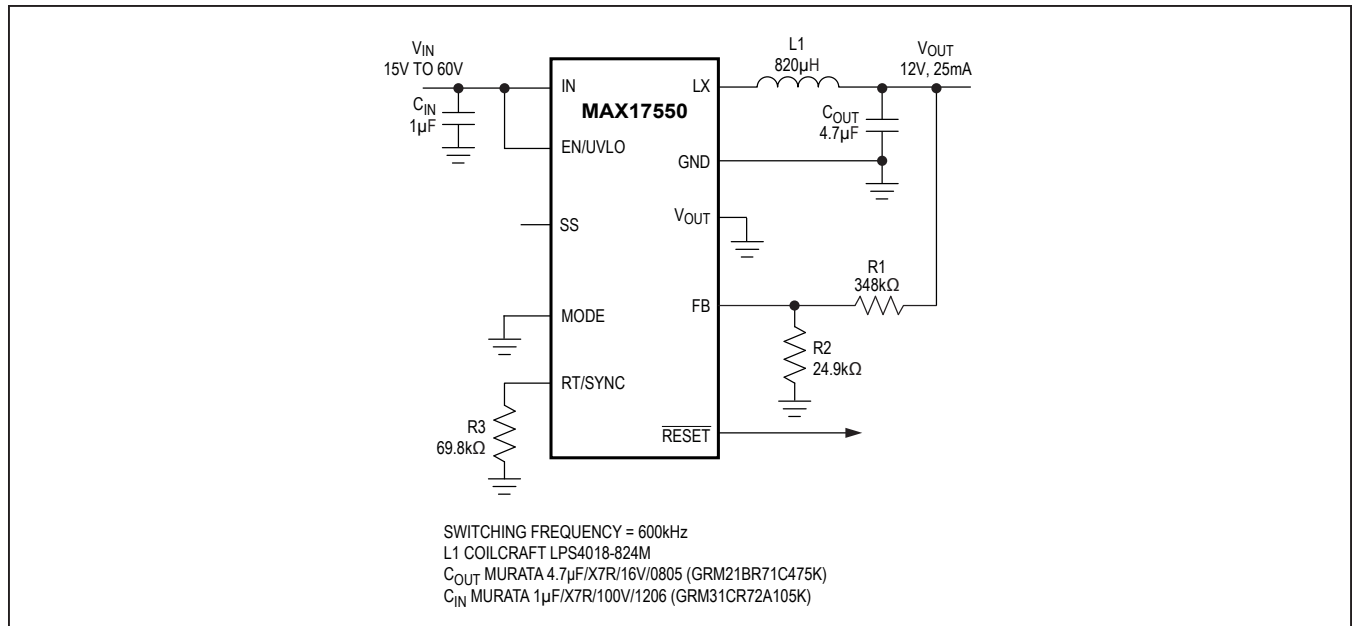 VIN
15V TO 60V
CIN
1µF
IN
EN/UVLO
SS
MODE
RT/SYNC
R3
69.8kΩ
MAX17550
LX
GND
VOUT
FB
RESET
L1
820µH
COUT
4.7µF
VOUT
12V, 25mA
R1
348kΩ
R2
24.9kΩ
SWITCHING FREQUENCY = 600kHz
L1 COILCRAFT LPS4018-824M
COUT MURATA 4.7µF/X7R/16V/0805 (GRM21BR71C475K)
CIN MURATA 1µF/X7R/100V/1206 (GRM31CR72A105K)